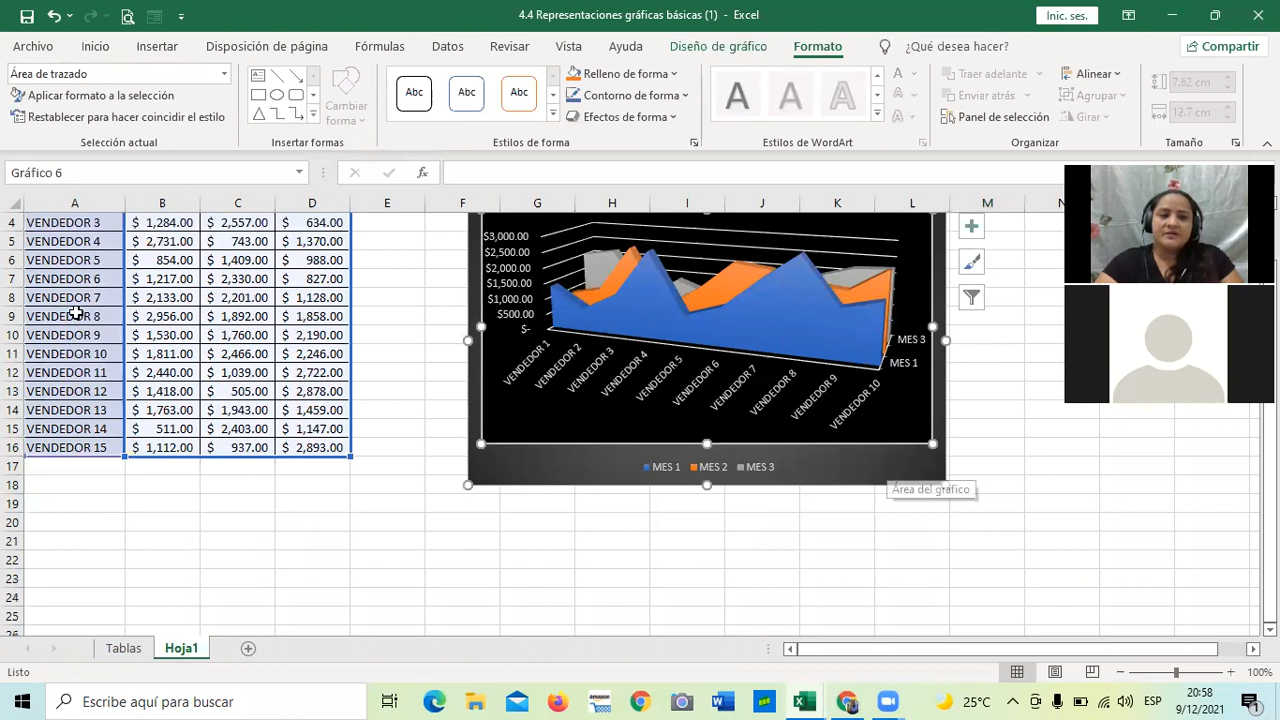 4.4 Representaciones gráficas básicas (1) - Excel
Inic. ses.
Archivo Inicio Insertar Disposición de página Fórmulas Datos Revisar Vista Ayuda Diseño de gráfico Formato ¿Qué desea hacer? Compartir
Área de trazado
Aplicar formato a la selección
Restablecer para hacer coincidir el estilo
Selección actual
Cambiar
forma
Insertar formas
Abc Abc Abc
Relleno de forma
Contorno de forma
Efectos de forma
Estilos de forma
A A A
Estilos de WordArt
Traer adelante
Enviar atrás
Panel de selección
Alinear
Agrupar
Girar
Organizar
7.62 cm
12.7 cm
Tamaño
Gráfico 6
fx
A B C D E F G H I J K L M
4 VENDEDOR 3 $ 1,284.00 $ 2,557.00 $ 634.00
5 VENDEDOR 4 $ 2,731.00 $ 743.00 $ 1,370.00
6 VENDEDOR 5 $ 854.00 $ 1,409.00 $ 988.00
7 VENDEDOR 6 $ 1,217.00 $ 2,330.00 $ 827.00
8 VENDEDOR 7 $ 2,133.00 $ 2,201.00 $ 1,128.00
9 VENDEDOR 8 $ 2,956.00 $ 1,892.00 $ 1,858.00
10 VENDEDOR 9 $ 1,530.00 $ 1,760.00 $ 2,190.00
11 VENDEDOR 10 $ 1,811.00 $ 2,466.00 $ 2,246.00
12 VENDEDOR 11 $ 2,440.00 $ 1,039.00 $ 2,722.00
13 VENDEDOR 12 $ 1,418.00 $ 505.00 $ 2,878.00
14 VENDEDOR 13 $ 1,763.00 $ 1,943.00 $ 1,459.00
15 VENDEDOR 14 $ 511.00 $ 2,403.00 $ 1,147.00
16 VENDEDOR 15 $ 1,112.00 $ 937.00 $ 2,893.00
17
18
19
20
21
22
23
24
25
26
$3,000.00
$2,500.00
$2,000.00
$1,500.00
$1,000.00
$500.00
$-
VENDEDOR 1
VENDEDOR 2
VENDEDOR 3
VENDEDOR 4
VENDEDOR 5
VENDEDOR 6
VENDEDOR 7
VENDEDOR 8
VENDEDOR 9
VENDEDOR 10
MES 3
MES 1
MES 1 MES 2 MES 3
Área del gráfico
Tablas Hoja1
Listo
100%
Escribe aquí para buscar
25°C
ESP
20:58
9/12/2021
1